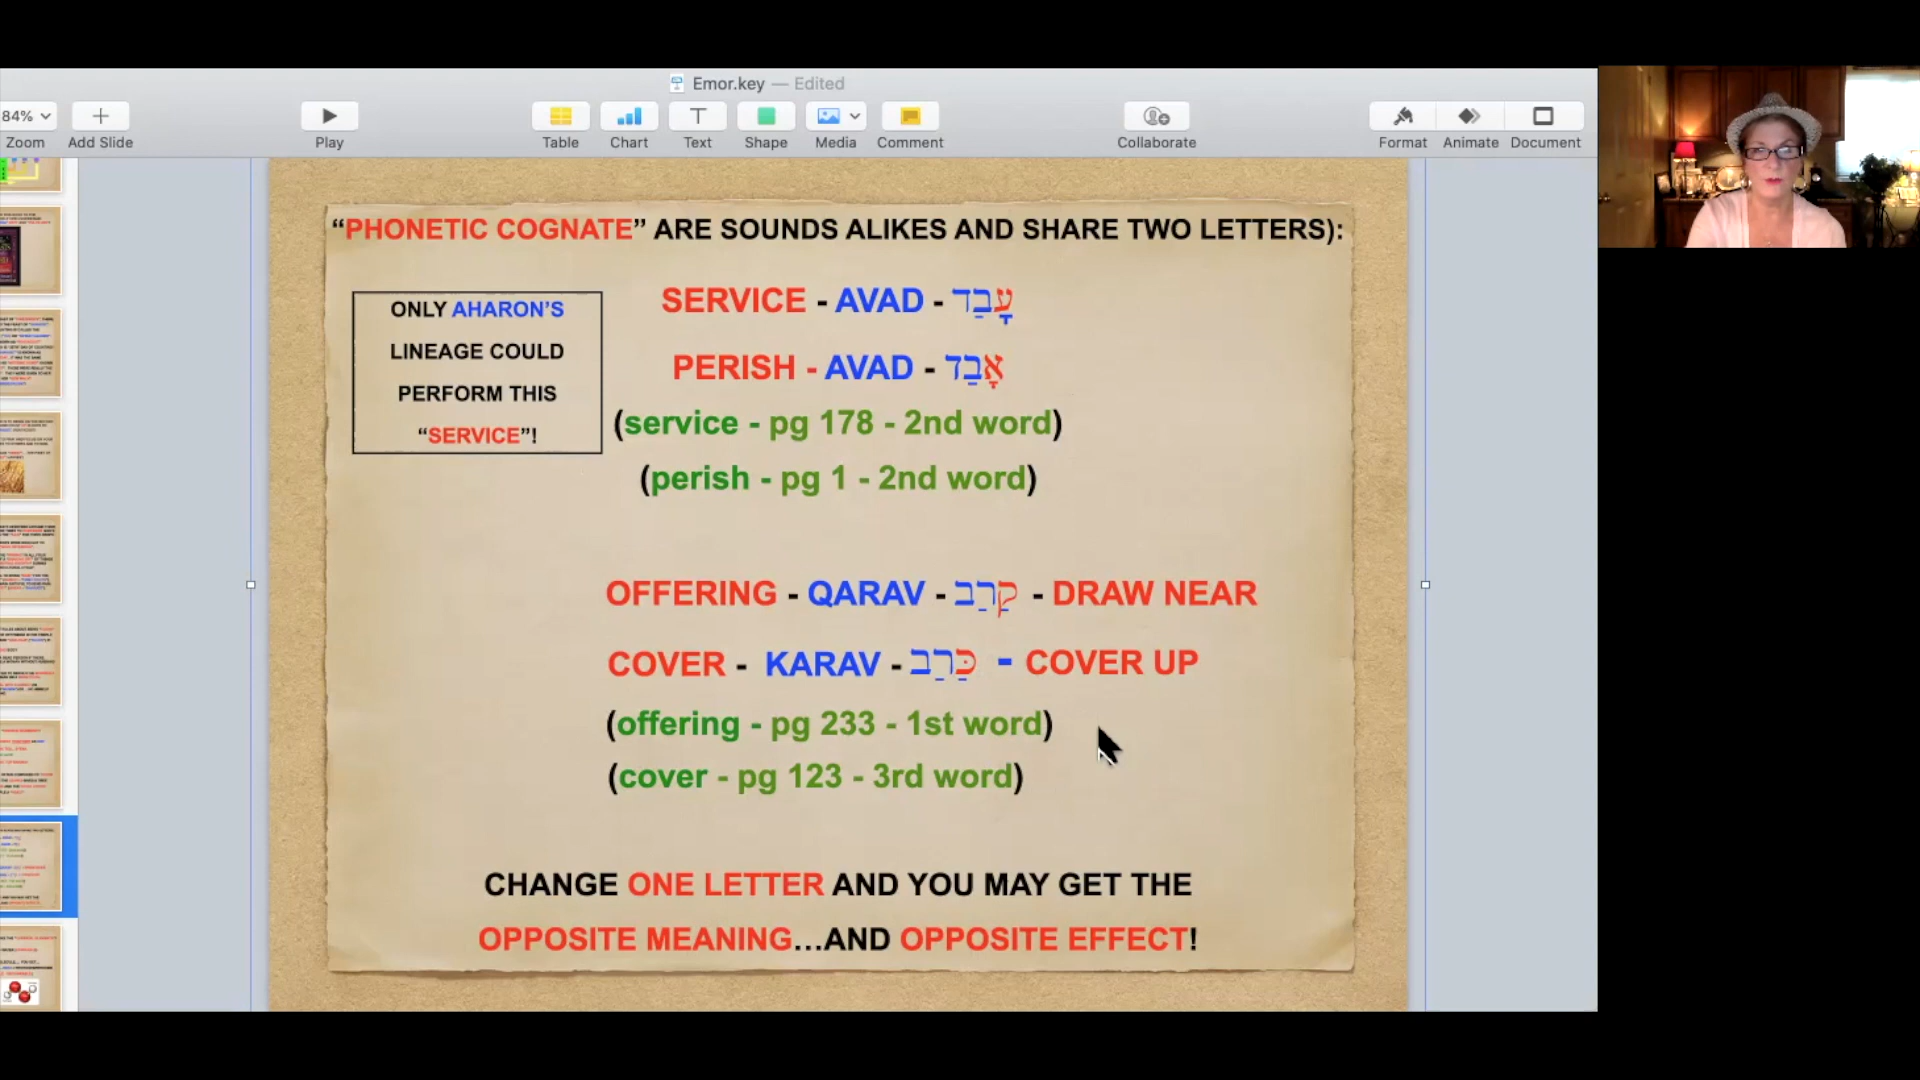 Emor.key — Edited
84%
Zoom
Add Slide
Play
Table
Chart
Text
Shape
Media
Comment
Collaborate
Format
Animate
Document
“PHONETIC COGNATE” ARE SOUNDS ALIKES AND SHARE TWO LETTERS):
ONLY AHARON’S
LINEAGE COULD
PERFORM THIS
“SERVICE”!
SERVICE - AVAD - עָבַד
PERISH - AVAD - אָבַד
(service - pg 178 - 2nd word)
(perish - pg 1 - 2nd word)
OFFERING - QARAV - קָרַב - DRAW NEAR
COVER - KARAV - כַּרַב - COVER UP
(offering - pg 233 - 1st word)
(cover - pg 123 - 3rd word)
CHANGE ONE LETTER AND YOU MAY GET THE
OPPOSITE MEANING...AND OPPOSITE EFFECT!